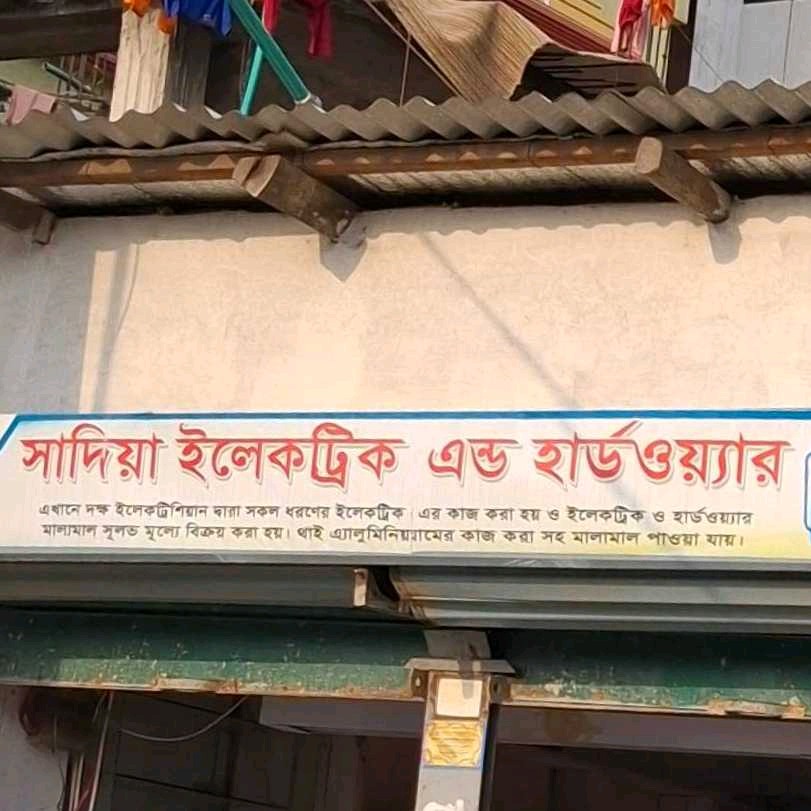 সাদিয়া ইলেকট্রিক এন্ড হার্ডওয়্যার
এখানে দক্ষ ইলেকট্রিশিয়ান দ্বারা সকল ধরণের ইলেকট্রিক এর কাজ করা হয় ও ইলেকট্রিক ও হার্ডওয়্যার
মালামাল সূলভ মূল্যে বিক্রয় করা হয়। থাই এ্যালুমিনিয়্যামের কাজ করা সহ মালামাল পাওয়া যায়।